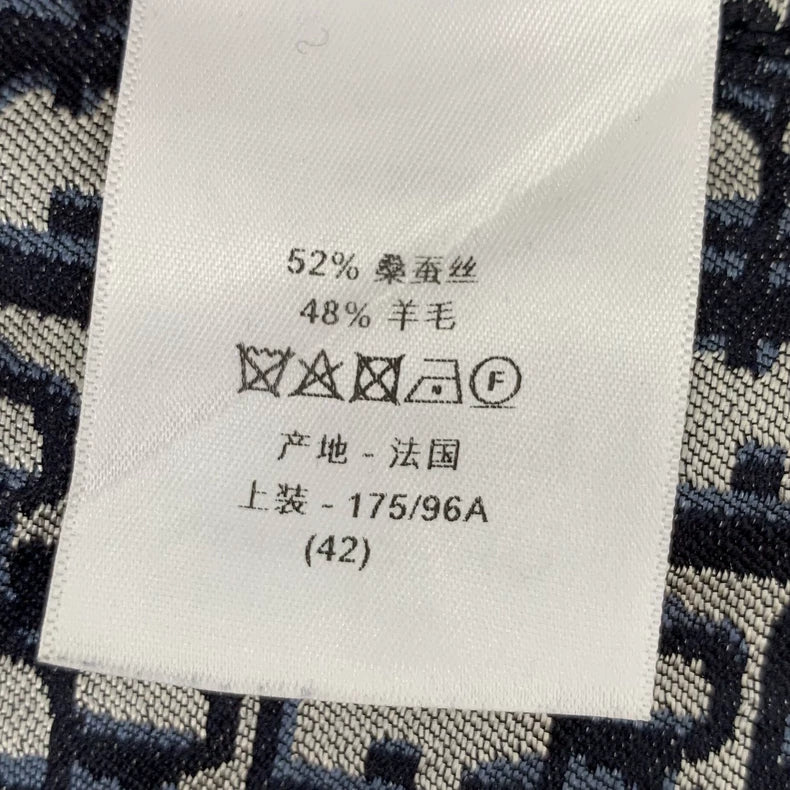 52% 桑蚕丝
48% 羊毛
F
产地 - 法国
上装 - 175/96A
(42)